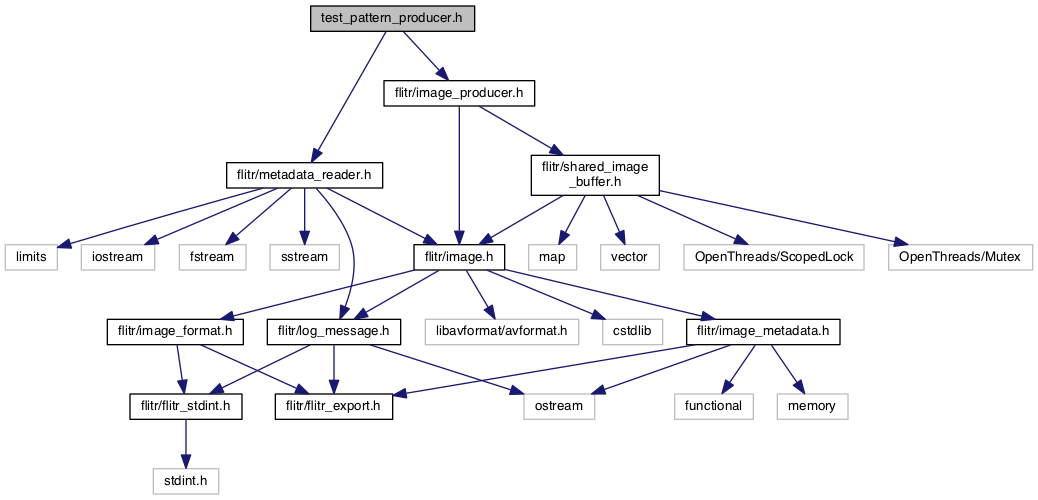 test_pattern_producer.h
flitr/image_producer.h
flitr/metadata_reader.h
flitr/shared_image
_buffer.h
limits
iostream
fstream
sstream
flitr/image.h
map
vector
OpenThreads/ScopedLock
OpenThreads/Mutex
flitr/image_format.h
flitr/log_message.h
libavformat/avformat.h
cstdlib
flitr/image_metadata.h
flitr/flitr_stdint.h
flitr/flitr_export.h
ostream
functional
memory
stdint.h